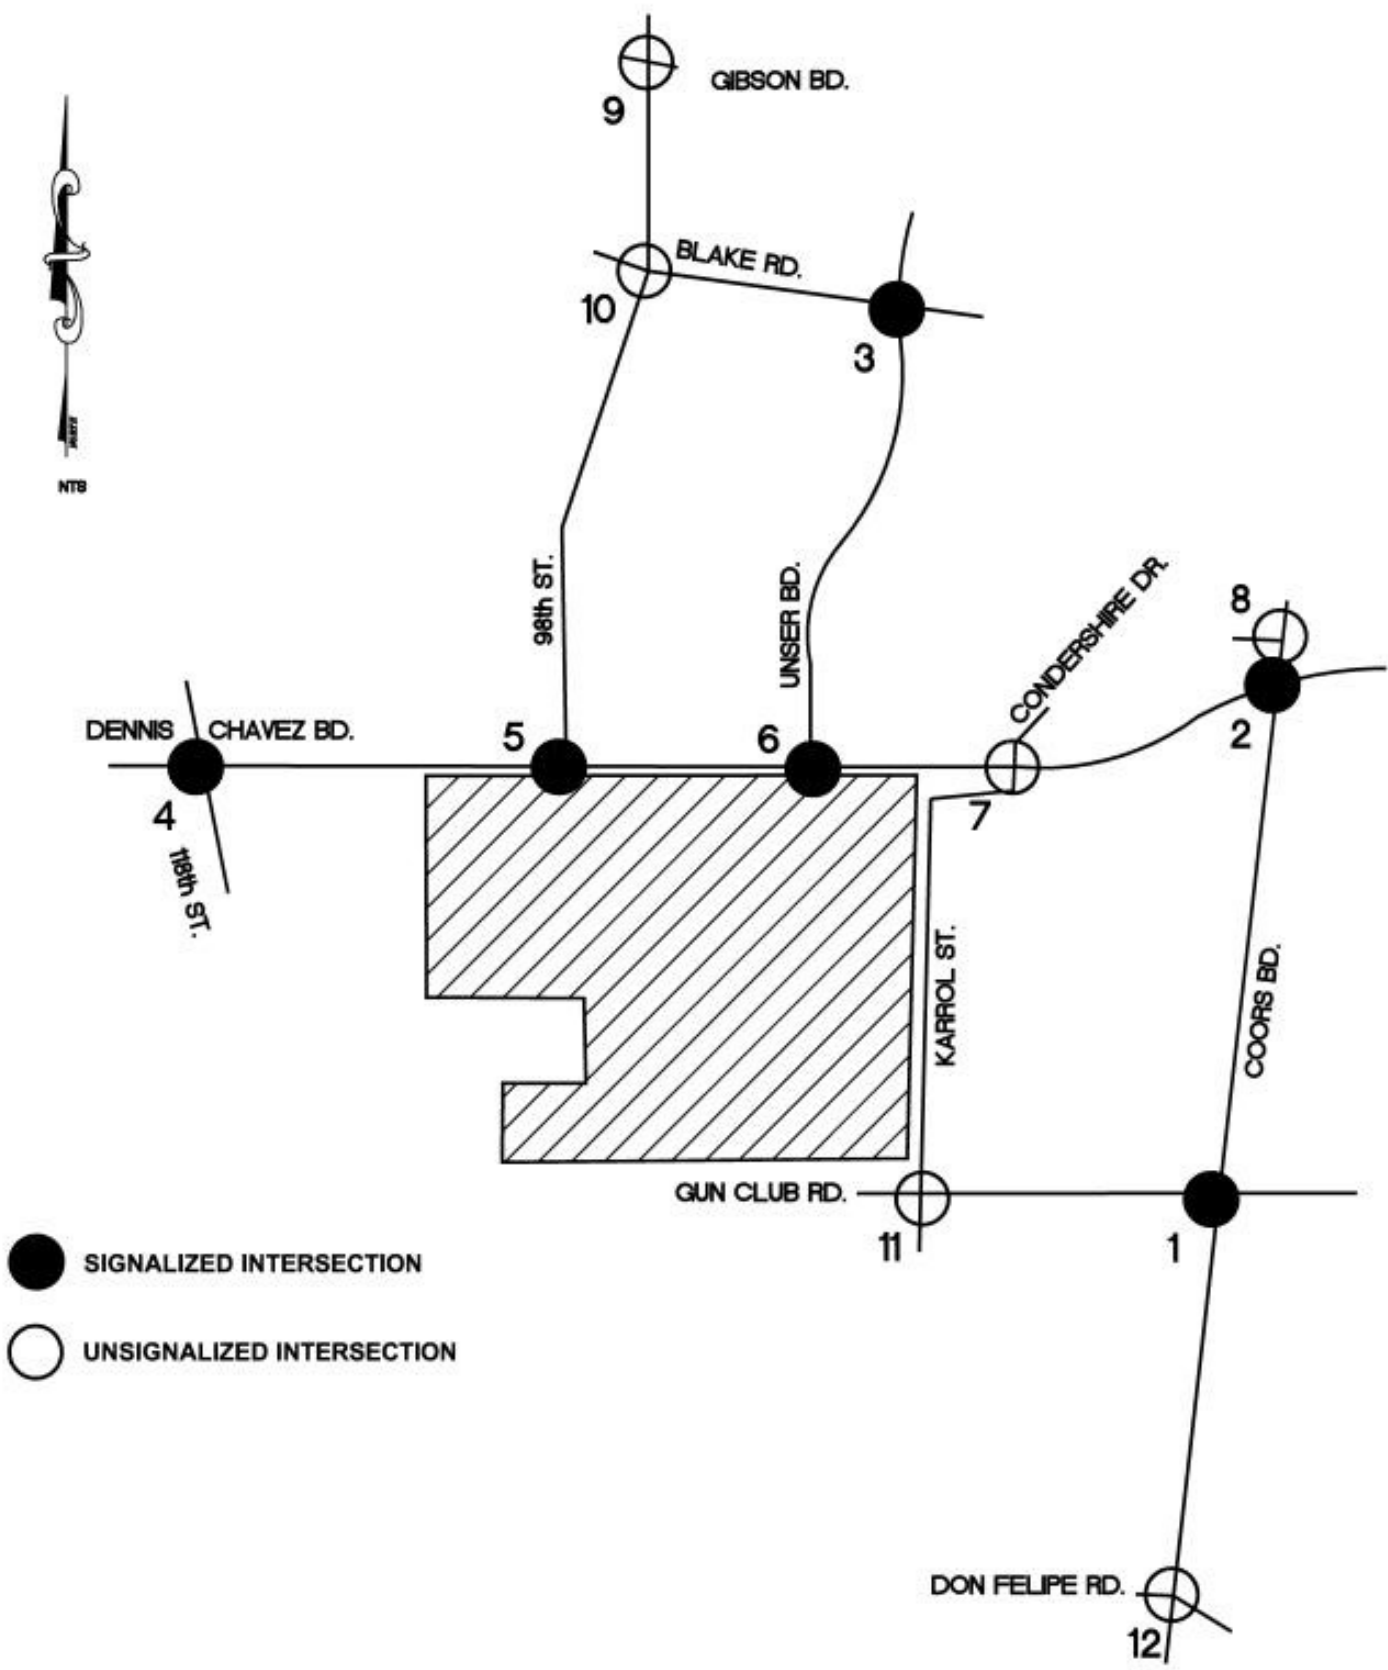 9
GIBSON BD.
10
BLAKE RD.
3
NTS
98th ST.
UNSER BD.
CONDERSHIRE DR.
8
2
DENNIS CHAVEZ BD.
5
6
4
7
118th ST.
KARROL ST.
COORS BD.
GUN CLUB RD.
11
1
SIGNALIZED INTERSECTION
UNSIGNALIZED INTERSECTION
DON FELIPE RD.
12